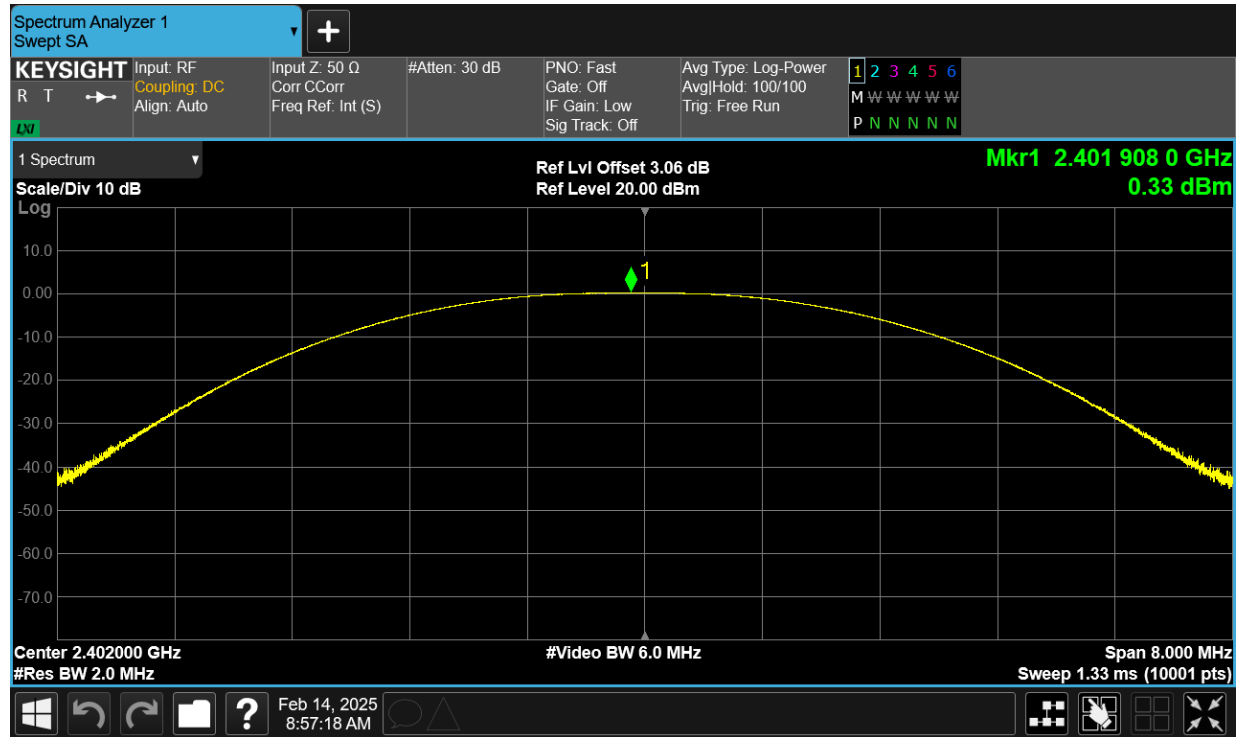 Spectrum Analyzer 1
Swept SA
+
KEYSIGHT Input: RF Input Z: 50 Ω #Atten: 30 dB PNO: Fast Avg Type: Log-Power 1 2 3 4 5 6
R T Coupling: DC Corr CCorr Gate: Off Avg|Hold: 100/100 M W W W W W
Align: Auto Freq Ref: Int (S) IF Gain: Low Trig: Free Run P N N N N N
LXI Sig Track: Off
1 Spectrum Ref Lvl Offset 3.06 dB Mkr1 2.401 908 0 GHz
Scale/Div 10 dB Ref Level 20.00 dBm 0.33 dBm
Log
10.0
1
0.00
-10.0
-20.0
-30.0
-40.0
-50.0
-60.0
-70.0
Center 2.402000 GHz #Video BW 6.0 MHz Span 8.000 MHz
#Res BW 2.0 MHz Sweep 1.33 ms (10001 pts)
? Feb 14, 2025
8:57:18 AM